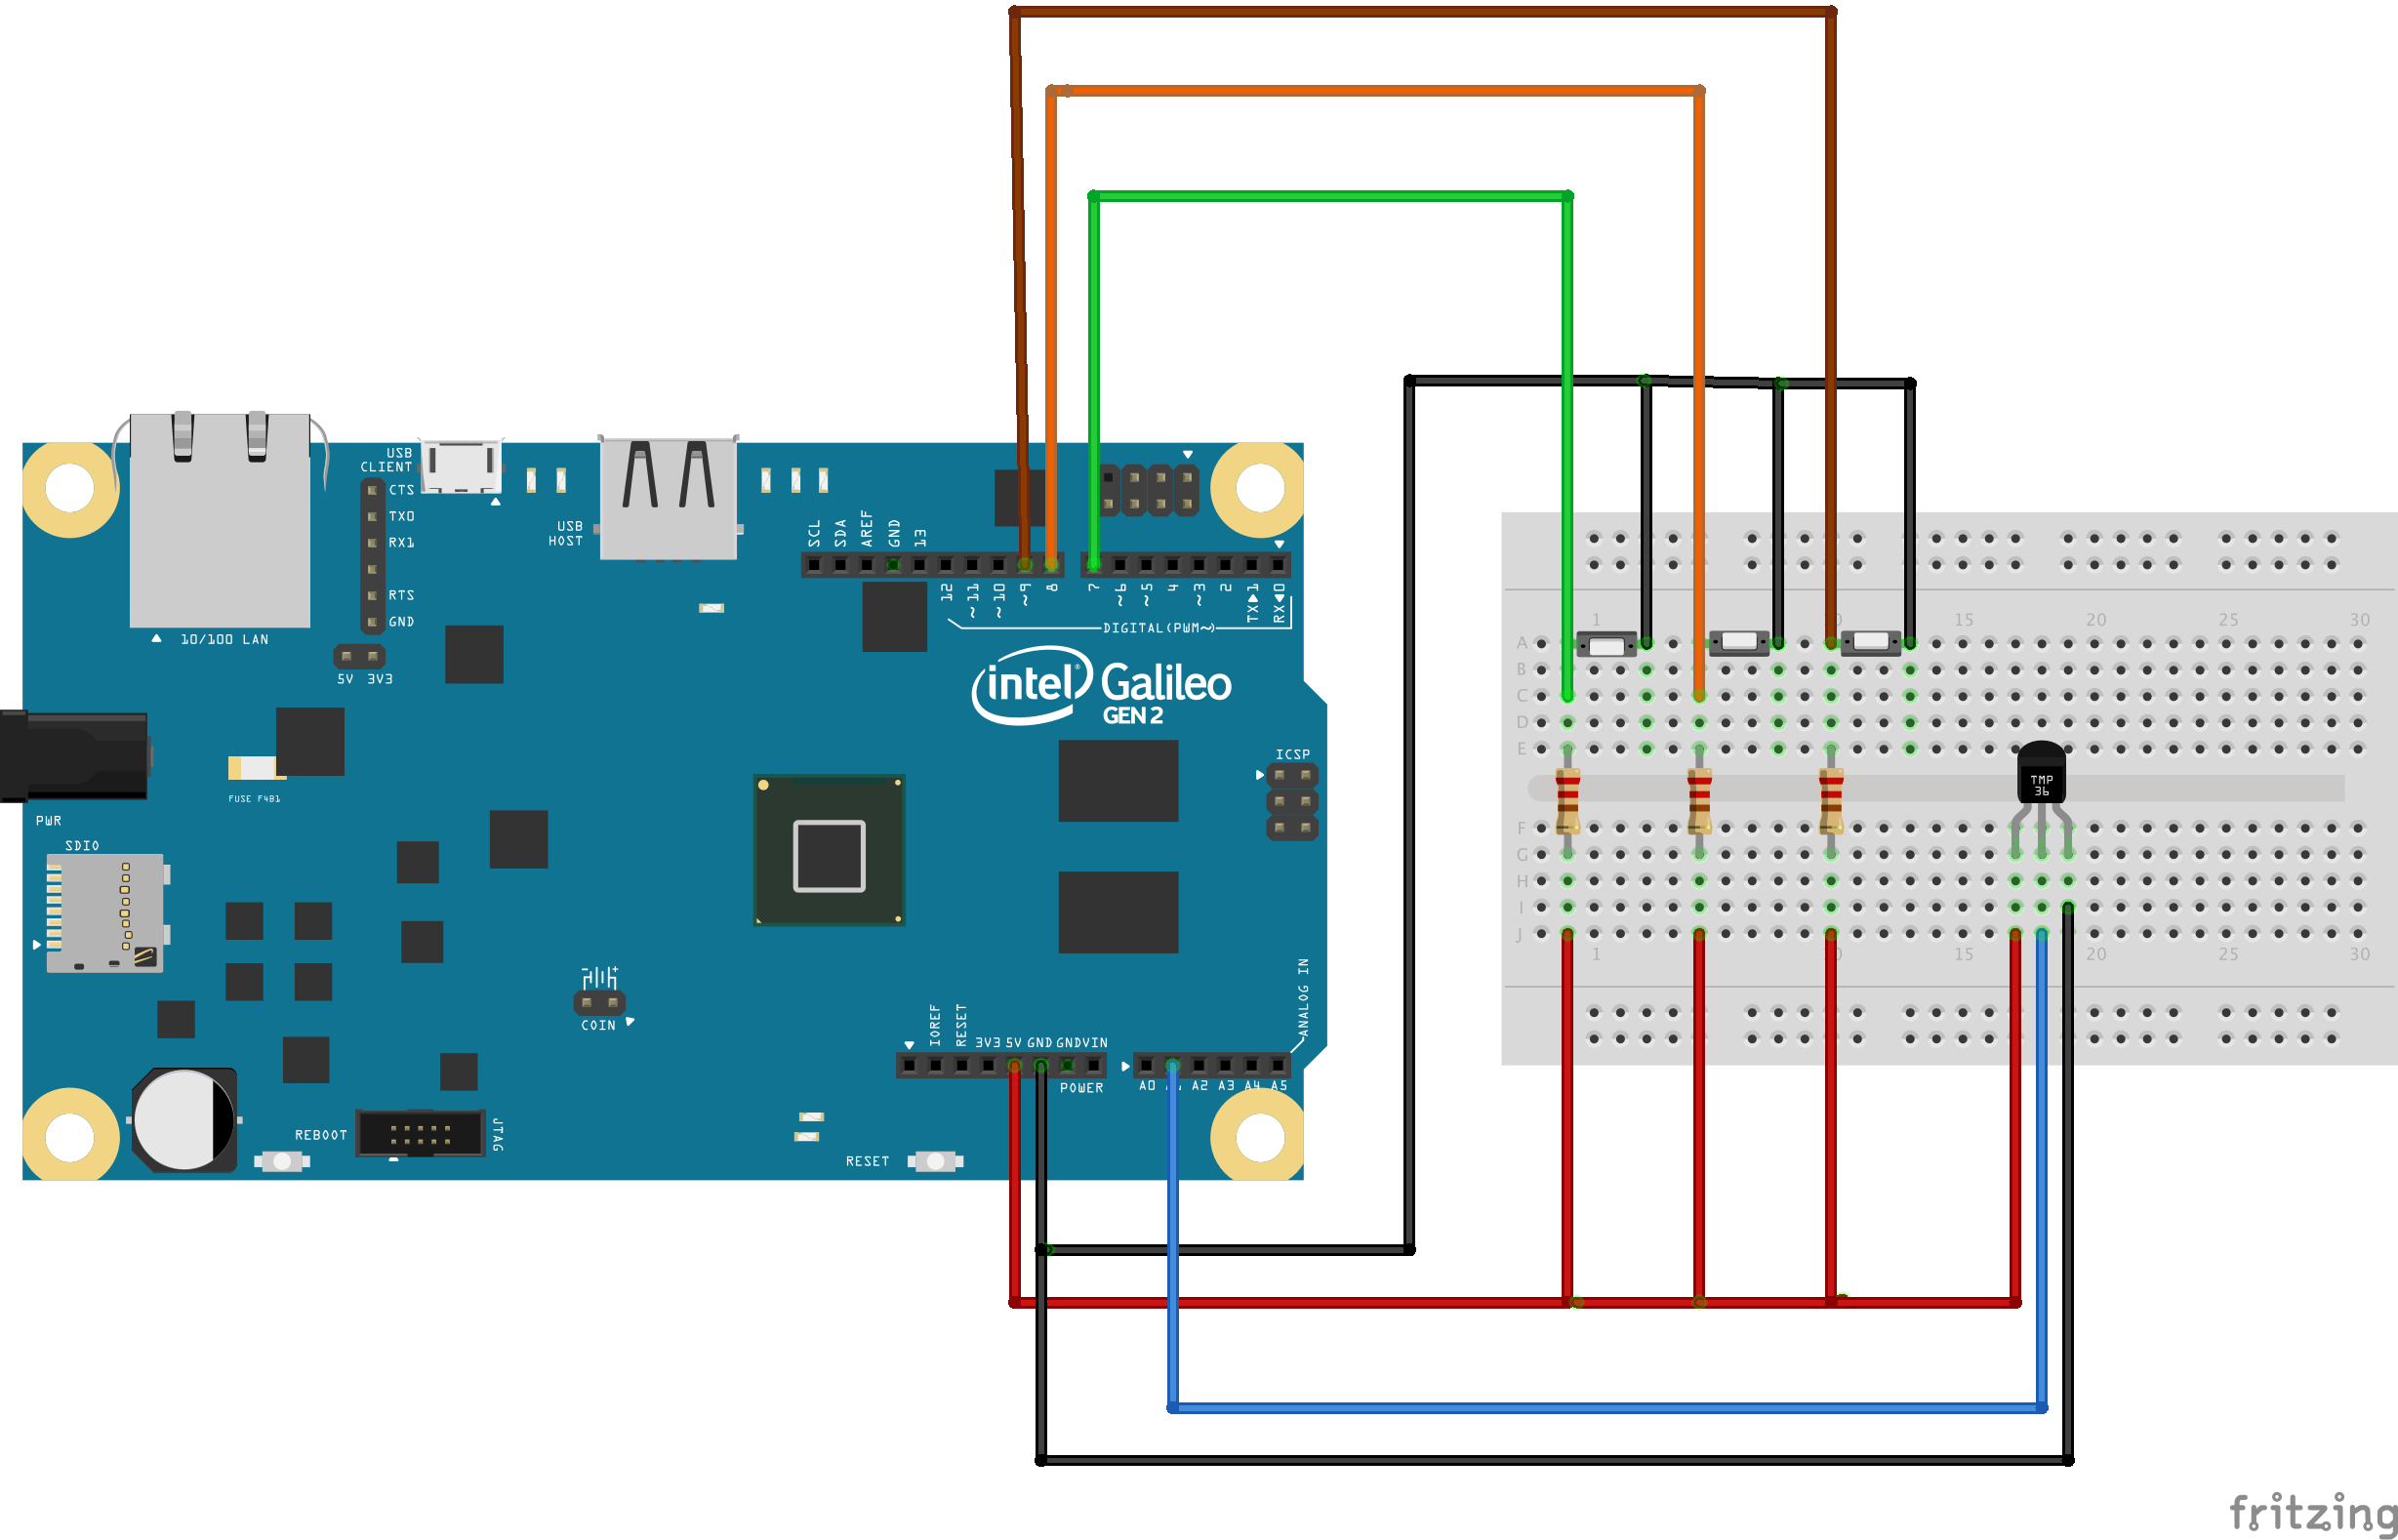 USB
CLIENT
CTS
TX0
RX1
RTS
GND
5V 3V3
10/100 LAN
USB
HOST
SCL
SDA
AREF
GND
13
12
~11
~10
~9
8
7
~6
~5
4
~3
2
TX▶1
RX◀0
DIGITAL(PWM~)
intel® Galileo
GEN 2
FUSE F4B1
PWR
SDIO
ICSP
COIN
IOREF
RESET
3V3 5V GND GND VIN
POWER
ANALOG IN
A0 A2 A3 A4 A5
REBOOT
JTAG
RESET
1 15 20 25 30
A
B
C
D
E
TMP
36
F
G
H
I
J
1 15 20 25 30
fritzing